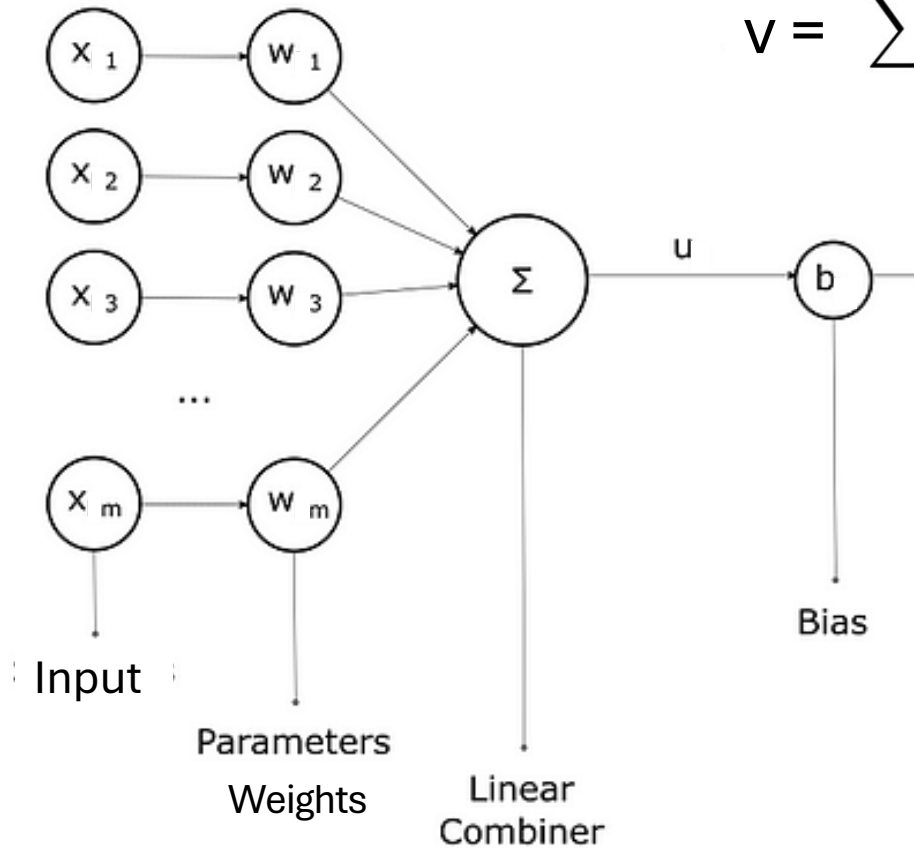 v = ∑
x 1
w 1
x 2
w 2
x 3
w 3
...
x m
w m
Σ
u
b
Input
Parameters
Weights
Linear
Combiner
Bias